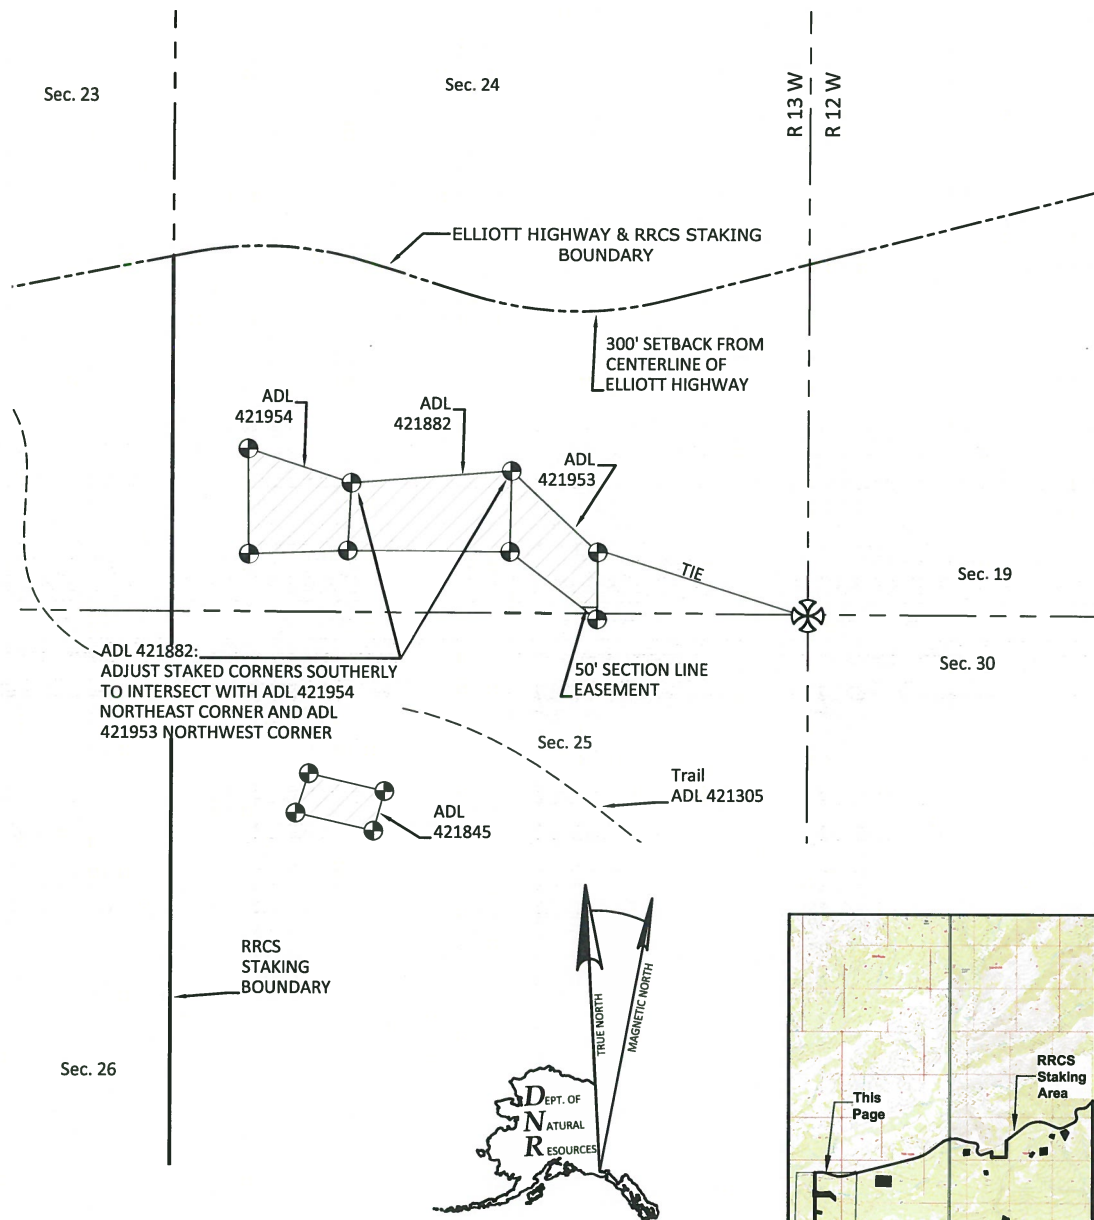 Sec. 23
Sec. 24
R 13 W
R 12 W
ELLIOTT HIGHWAY & RRCS STAKING
BOUNDARY
300' SETBACK FROM
CENTERLINE OF
ELLIOTT HIGHWAY
ADL
421954
ADL
421882
ADL
421953
TIE
Sec. 19
ADL 421882:
ADJUST STAKED CORNERS SOUTHERLY
TO INTERSECT WITH ADL 421954
NORTHEAST CORNER AND ADL
421953 NORTHWEST CORNER
50' SECTION LINE
EASEMENT
Sec. 30
Sec. 25
Trail
ADL 421305
ADL
421845
RRCS
STAKING
BOUNDARY
TRUE NORTH
MAGNETIC NORTH
Sec. 26
DEPT. OF
NATURAL
RESOURCES
RRCS
Staking
Area
This
Page